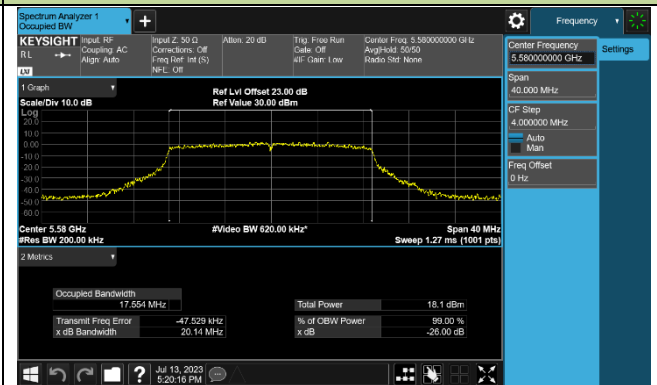 Spectrum Analyzer 1
Occupied BW
+
Frequency
KEYSIGHT
RL
LXI
Input: RF
Coupling: AC
Align: Auto
Input Z: 50 Ω
Corrections: Off
Freq Ref: Int (S)
NFE: Off
Atten: 20 dB
Trig: Free Run
Gate: Off
#IF Gain: Low
Center Freq: 5.580000000 GHz
Avg|Hold: 50/50
Radio Std: None
Center Frequency
5.580000000 GHz
Settings
Span
40.000 MHz
CF Step
4.000000 MHz
Auto
Man
Freq Offset
0 Hz
1 Graph
Scale/Div 10.0 dB
Ref Lvl Offset 23.00 dB
Ref Value 30.00 dBm
Log
20.0
10.0
0.00
-10.0
-20.0
-30.0
-40.0
-50.0
-60.0
Center 5.58 GHz
#Res BW 200.00 kHz
#Video BW 620.00 kHz*
Span 40 MHz
Sweep 1.27 ms (1001 pts)
2 Metrics
Occupied Bandwidth
17.554 MHz
Total Power 18.1 dBm
Transmit Freq Error -47.529 kHz
% of OBW Power 99.00 %
x dB Bandwidth 20.14 MHz
x dB -26.00 dB
?
Jul 13, 2023
5:20:16 PM